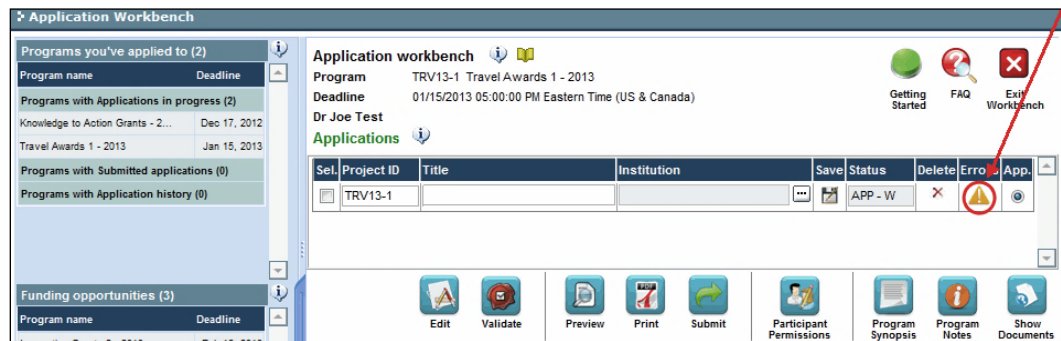 Application Workbench
Programs you've applied to (2)
Program name Deadline
Programs with Applications in progress (2)
Knowledge to Action Grants - 2... Dec 17, 2012
Travel Awards 1 - 2013 Jan 15, 2013
Programs with Submitted applications (0)
Programs with Application history (0)
Funding opportunities (3)
Program name Deadline
Application workbench
Program TRV13-1 Travel Awards 1 - 2013
Deadline 01/15/2013 05:00:00 PM Eastern Time (US & Canada)
Dr Joe Test
Applications
Getting Started
FAQ
Exit Workbench
Sel. Project ID Title Institution Save Status Delete Errors App.
TRV13-1 APP - W
Edit Validate Preview Print Submit Participant Permissions Program Synopsis Program Notes Show Documents